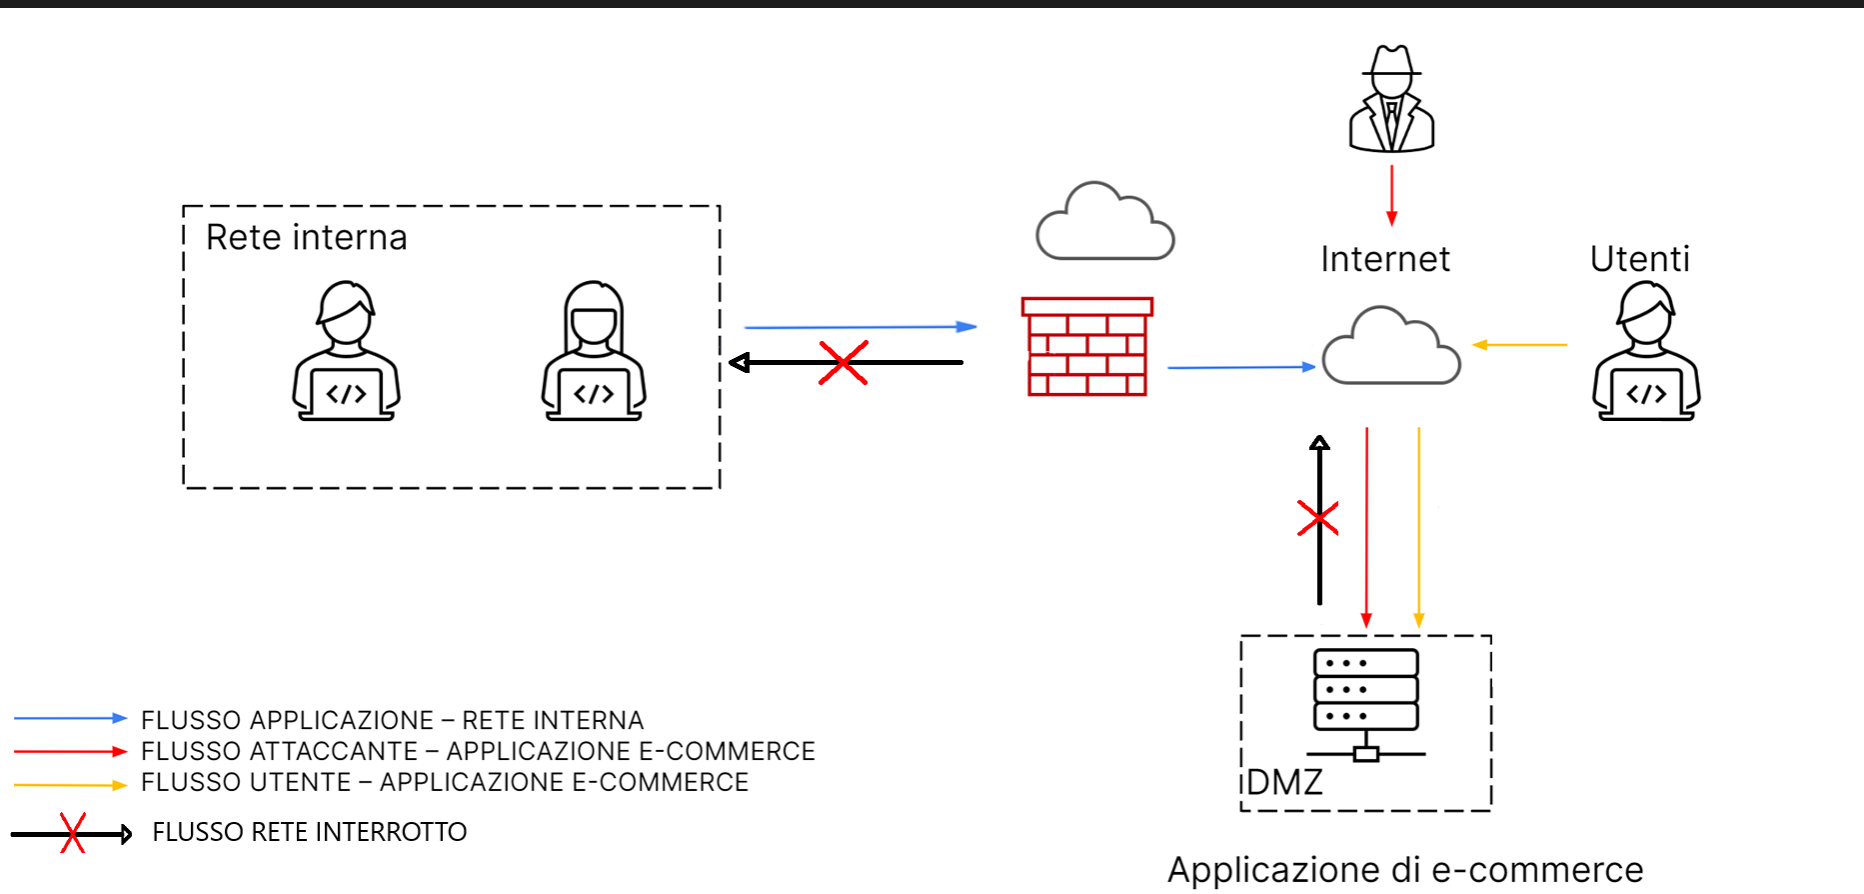 Rete interna
</>
</>
Internet
Utenti
</>
FLUSSO APPLICAZIONE – RETE INTERNA
FLUSSO ATTACCANTE – APPLICAZIONE E-COMMERCE
FLUSSO UTENTE – APPLICAZIONE E-COMMERCE
FLUSSO RETE INTERROTTO
DMZ
Applicazione di e-commerce